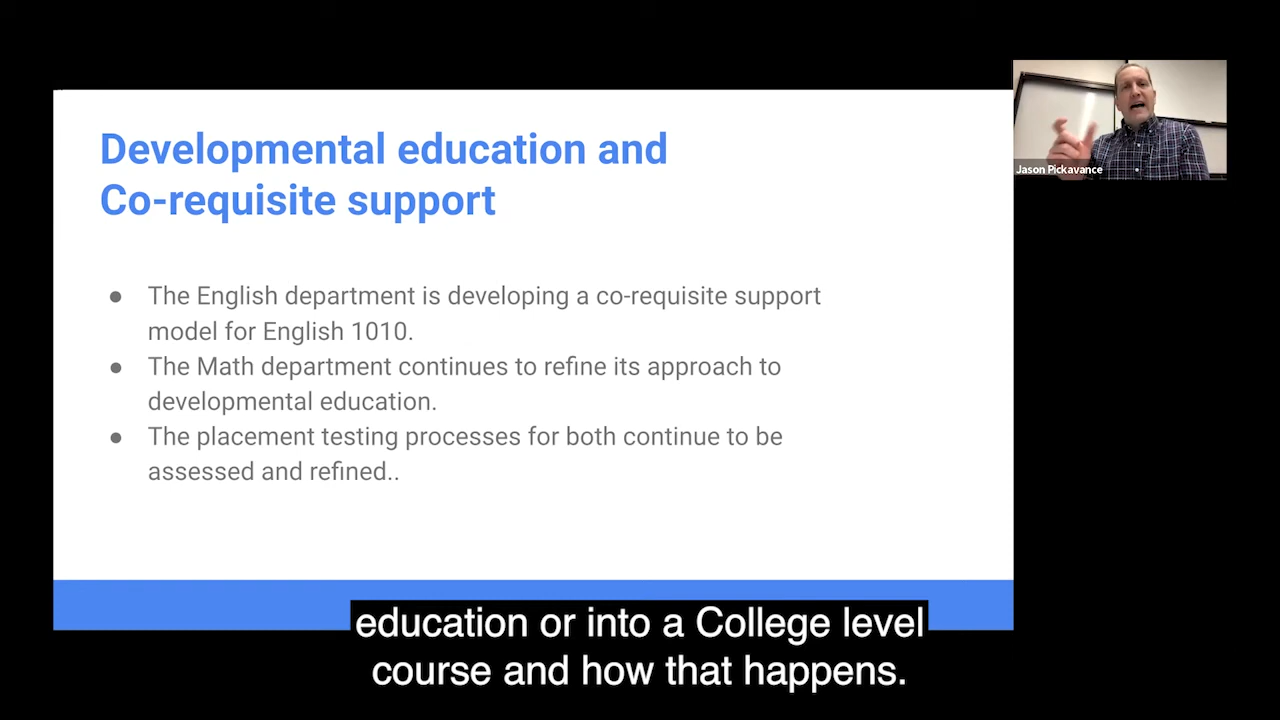 Developmental education and
Co-requisite support
● The English department is developing a co-requisite support
model for English 1010.
● The Math department continues to refine its approach to
developmental education.
● The placement testing processes for both continue to be
assessed and refined..
Jason Pickavance
education or into a College level
course and how that happens.